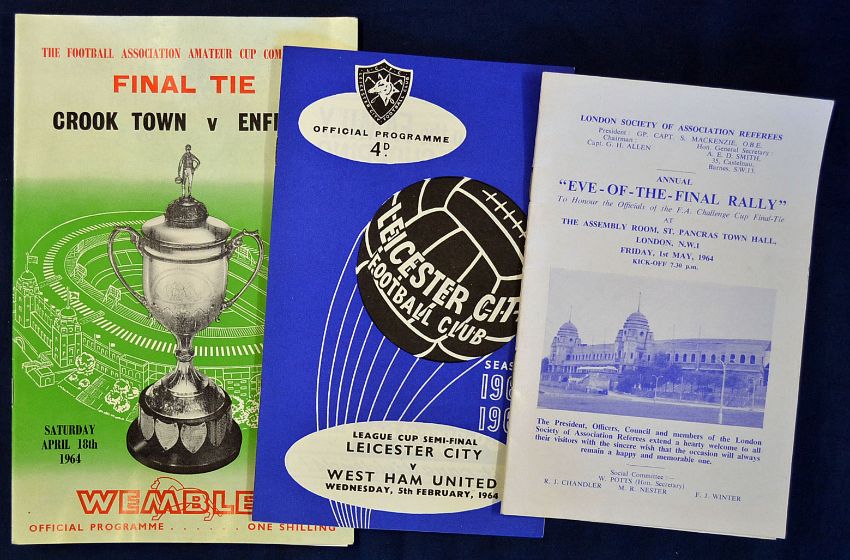 THE FOOTBALL ASSOCIATION AMATEUR CUP COM
FINAL TIE
CROOK TOWN v ENF
SATURDAY
APRIL 18th
1964
WEMBLE
OFFICIAL PROGRAMME . . . . . . ONE SHILLING
OFFICIAL PROGRAMME
4D.
LEICESTER CIT
FOOTBALL CLUB
SEAS
196
196
LEAGUE CUP SEMI-FINAL
LEICESTER CITY
v
WEST HAM UNITED
WEDNESDAY, 5th FEBRUARY, 1964
LONDON SOCIETY OF ASSOCIATION REFEREES
President : GP. CAPT. S. MACKENZIE, O.B.E.
Chairman :
Capt. G. H. ALLEN
Hon. General Secretary :
A. E. D. SMITH,
35, Castelnau,
Barnes, S.W.13.
ANNUAL
"EVE-OF-THE-FINAL RALLY"
To Honour the Officials of the F.A. Challenge Cup Final-Tie
AT
THE ASSEMBLY ROOM, ST. PANCRAS TOWN HALL,
LONDON, N.W.1
FRIDAY, 1st MAY, 1964
KICK-OFF 7-30 p.m.
The President, Officers, Council and members of the London
Society of Association Referees extend a hearty welcome to all
their visitors with the sincere wish that the occasion will always
remain a happy and memorable one.
Social Committee :
W. POTTS (Hon. Secretary)
R. J. CHANDLER M. R. NESTER F. J. WINTER